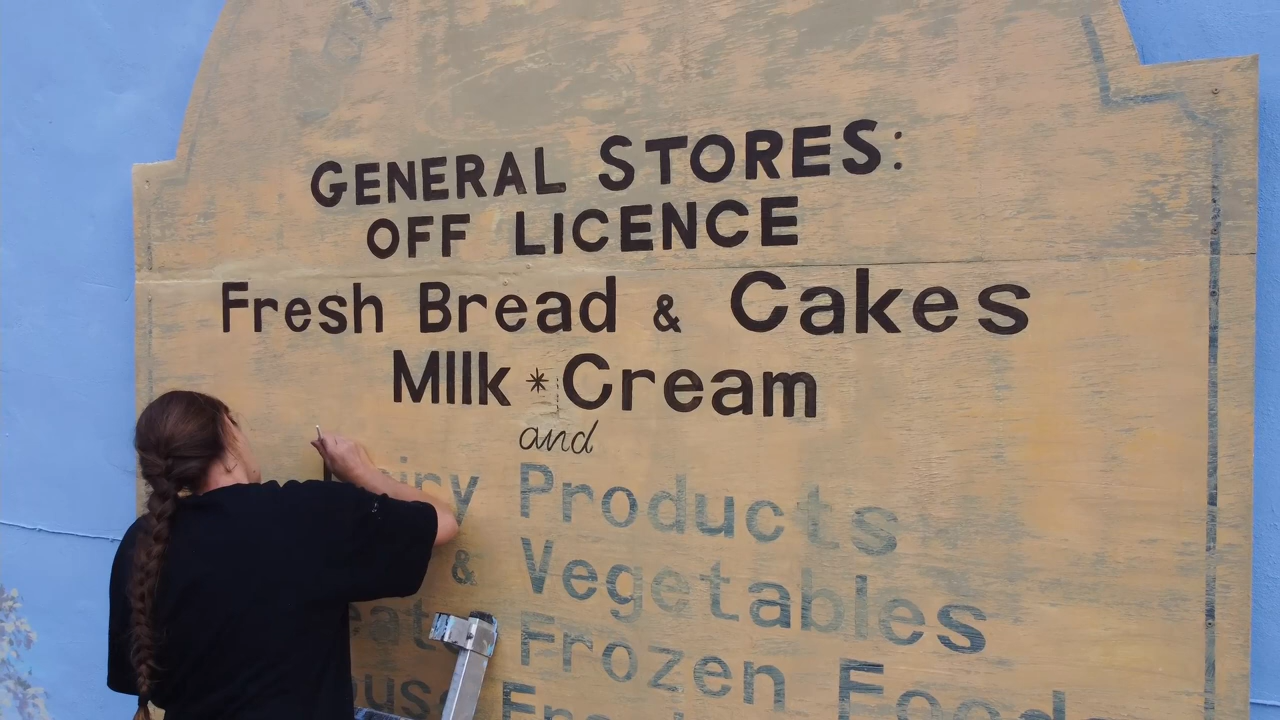 GENERAL STORES:
OFF LICENCE
Fresh Bread & Cakes
MIlk * Cream
and
Products
& Vegetables
Frozen Foods